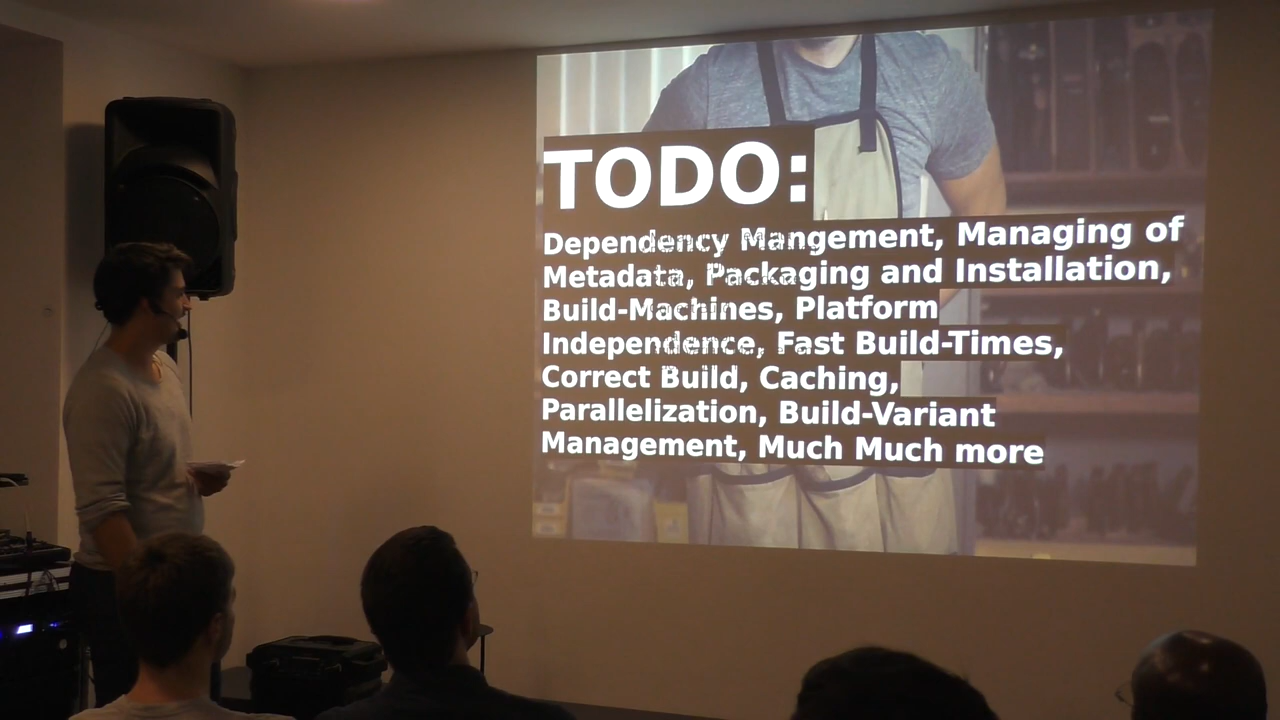 TODO:
Dependency Mangement, Managing of
Metadata, Packaging and Installation,
Build-Machines, Platform
Independence, Fast Build-Times,
Correct Build, Caching,
Parallelization, Build-Variant
Management, Much Much more